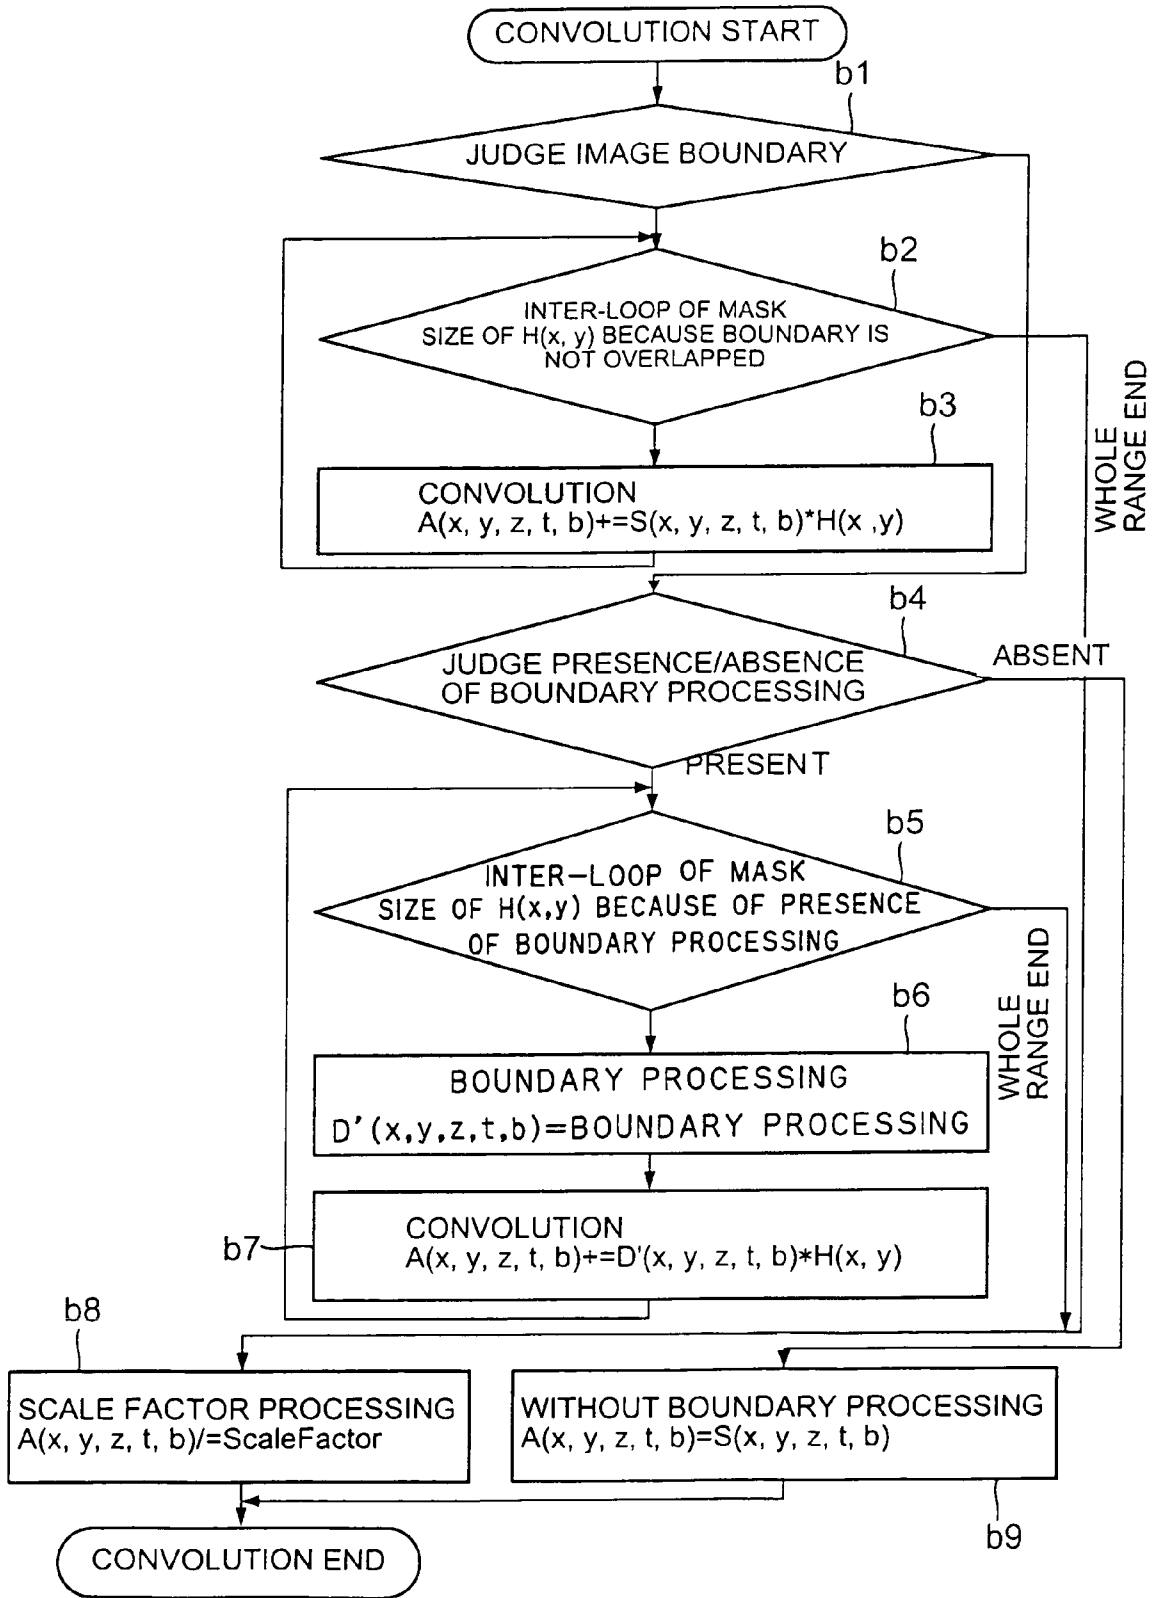 CONVOLUTION START
b1
JUDGE IMAGE BOUNDARY
b2
INTER-LOOP OF MASK
SIZE OF H(x, y) BECAUSE BOUNDARY IS
NOT OVERLAPPED
WHOLE
RANGE END
b3
CONVOLUTION
A(x, y, z, t, b)+=S(x, y, z, t, b)*H(x ,y)
b4
JUDGE PRESENCE/ABSENCE
OF BOUNDARY PROCESSING
ABSENT
PRESENT
b5
INTER-LOOP OF MASK
SIZE OF H(x,y) BECAUSE OF PRESENCE
OF BOUNDARY PROCESSING
WHOLE
RANGE END
b6
BOUNDARY PROCESSING
D'(x,y,z,t,b)=BOUNDARY PROCESSING
b7
CONVOLUTION
A(x, y, z, t, b)+=D'(x, y, z, t, b)*H(x, y)
b8
SCALE FACTOR PROCESSING
A(x, y, z, t, b)/=ScaleFactor
WITHOUT BOUNDARY PROCESSING
A(x, y, z, t, b)=S(x, y, z, t, b)
b9
CONVOLUTION END